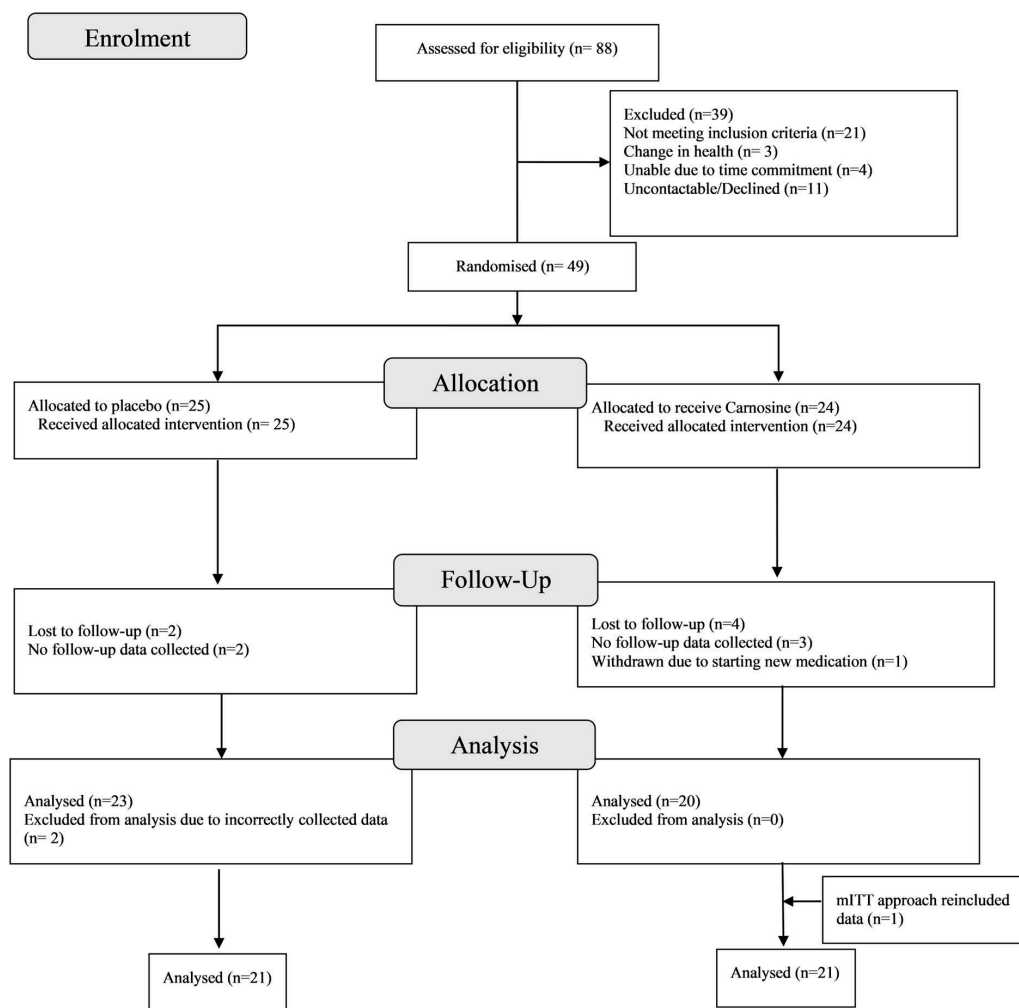 Enrolment
Assessed for eligibility (n= 88)
Excluded (n=39)
Not meeting inclusion criteria (n=21)
Change in health (n= 3)
Unable due to time commitment (n=4)
Uncontactable/Declined (n=11)
Randomised (n= 49)
Allocation
Allocated to placebo (n=25)
Received allocated intervention (n= 25)
Allocated to receive Carnosine (n=24)
Received allocated intervention (n=24)
Follow-Up
Lost to follow-up (n=2)
No follow-up data collected (n=2)
Lost to follow-up (n=4)
No follow-up data collected (n=3)
Withdrawn due to starting new medication (n=1)
Analysis
Analysed (n=23)
Excluded from analysis due to incorrectly collected data
(n= 2)
Analysed (n=20)
Excluded from analysis (n=0)
mITT approach reincluded
data (n=1)
Analysed (n=21)
Analysed (n=21)